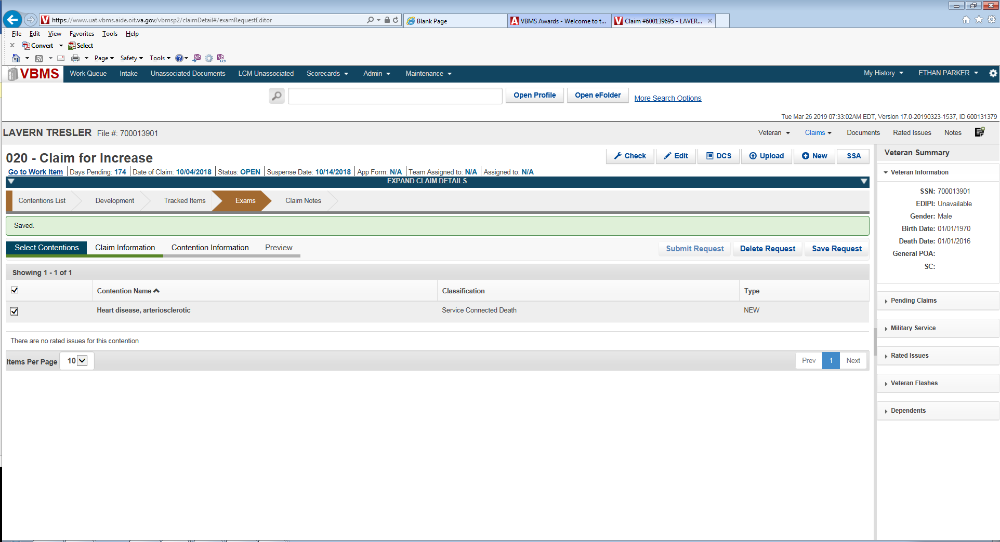 https://www.uat.vbms.aide.oit.va.gov/vbmsp2/claimDetail#/examRequestEditor
Blank Page
VBMS Awards - Welcome to t...
Claim #600139695 - LAVER...
File Edit View Favorites Tools Help
x Convert Select
Page Safety Tools
VBMS Work Queue Intake Unassociated Documents LCM Unassociated Scorecards Admin Maintenance My History ETHAN PARKER
Open Profile Open eFolder More Search Options
Tue Mar 26 2019 07:33:02AM EDT, Version 17.0-20190323-1537, ID 600131379
LAVERN TRESLER File #: 700013901 Veteran Claims Documents Rated Issues Notes
020 - Claim for Increase Check Edit DCS Upload New SSA
Go to Work Item Days Pending: 174 Date of Claim: 10/04/2018 Status: OPEN Suspense Date: 10/14/2018 App Form: N/A Team Assigned to: N/A Assigned to: N/A
EXPAND CLAIM DETAILS
Contentions List Development Tracked Items Exams Claim Notes
Saved.
Select Contentions Claim Information Contention Information Preview Submit Request Delete Request Save Request
Showing 1 - 1 of 1
Contention Name Classification Type
Heart disease, arteriosclerotic Service Connected Death NEW
There are no rated issues for this contention
Items Per Page 10 Prev 1 Next
Veteran Summary
Veteran Information
SSN: 700013901
EDIPI: Unavailable
Gender: Male
Birth Date: 01/01/1970
Death Date: 01/01/2016
General POA:
SC:
Pending Claims
Military Service
Rated Issues
Veteran Flashes
Dependents